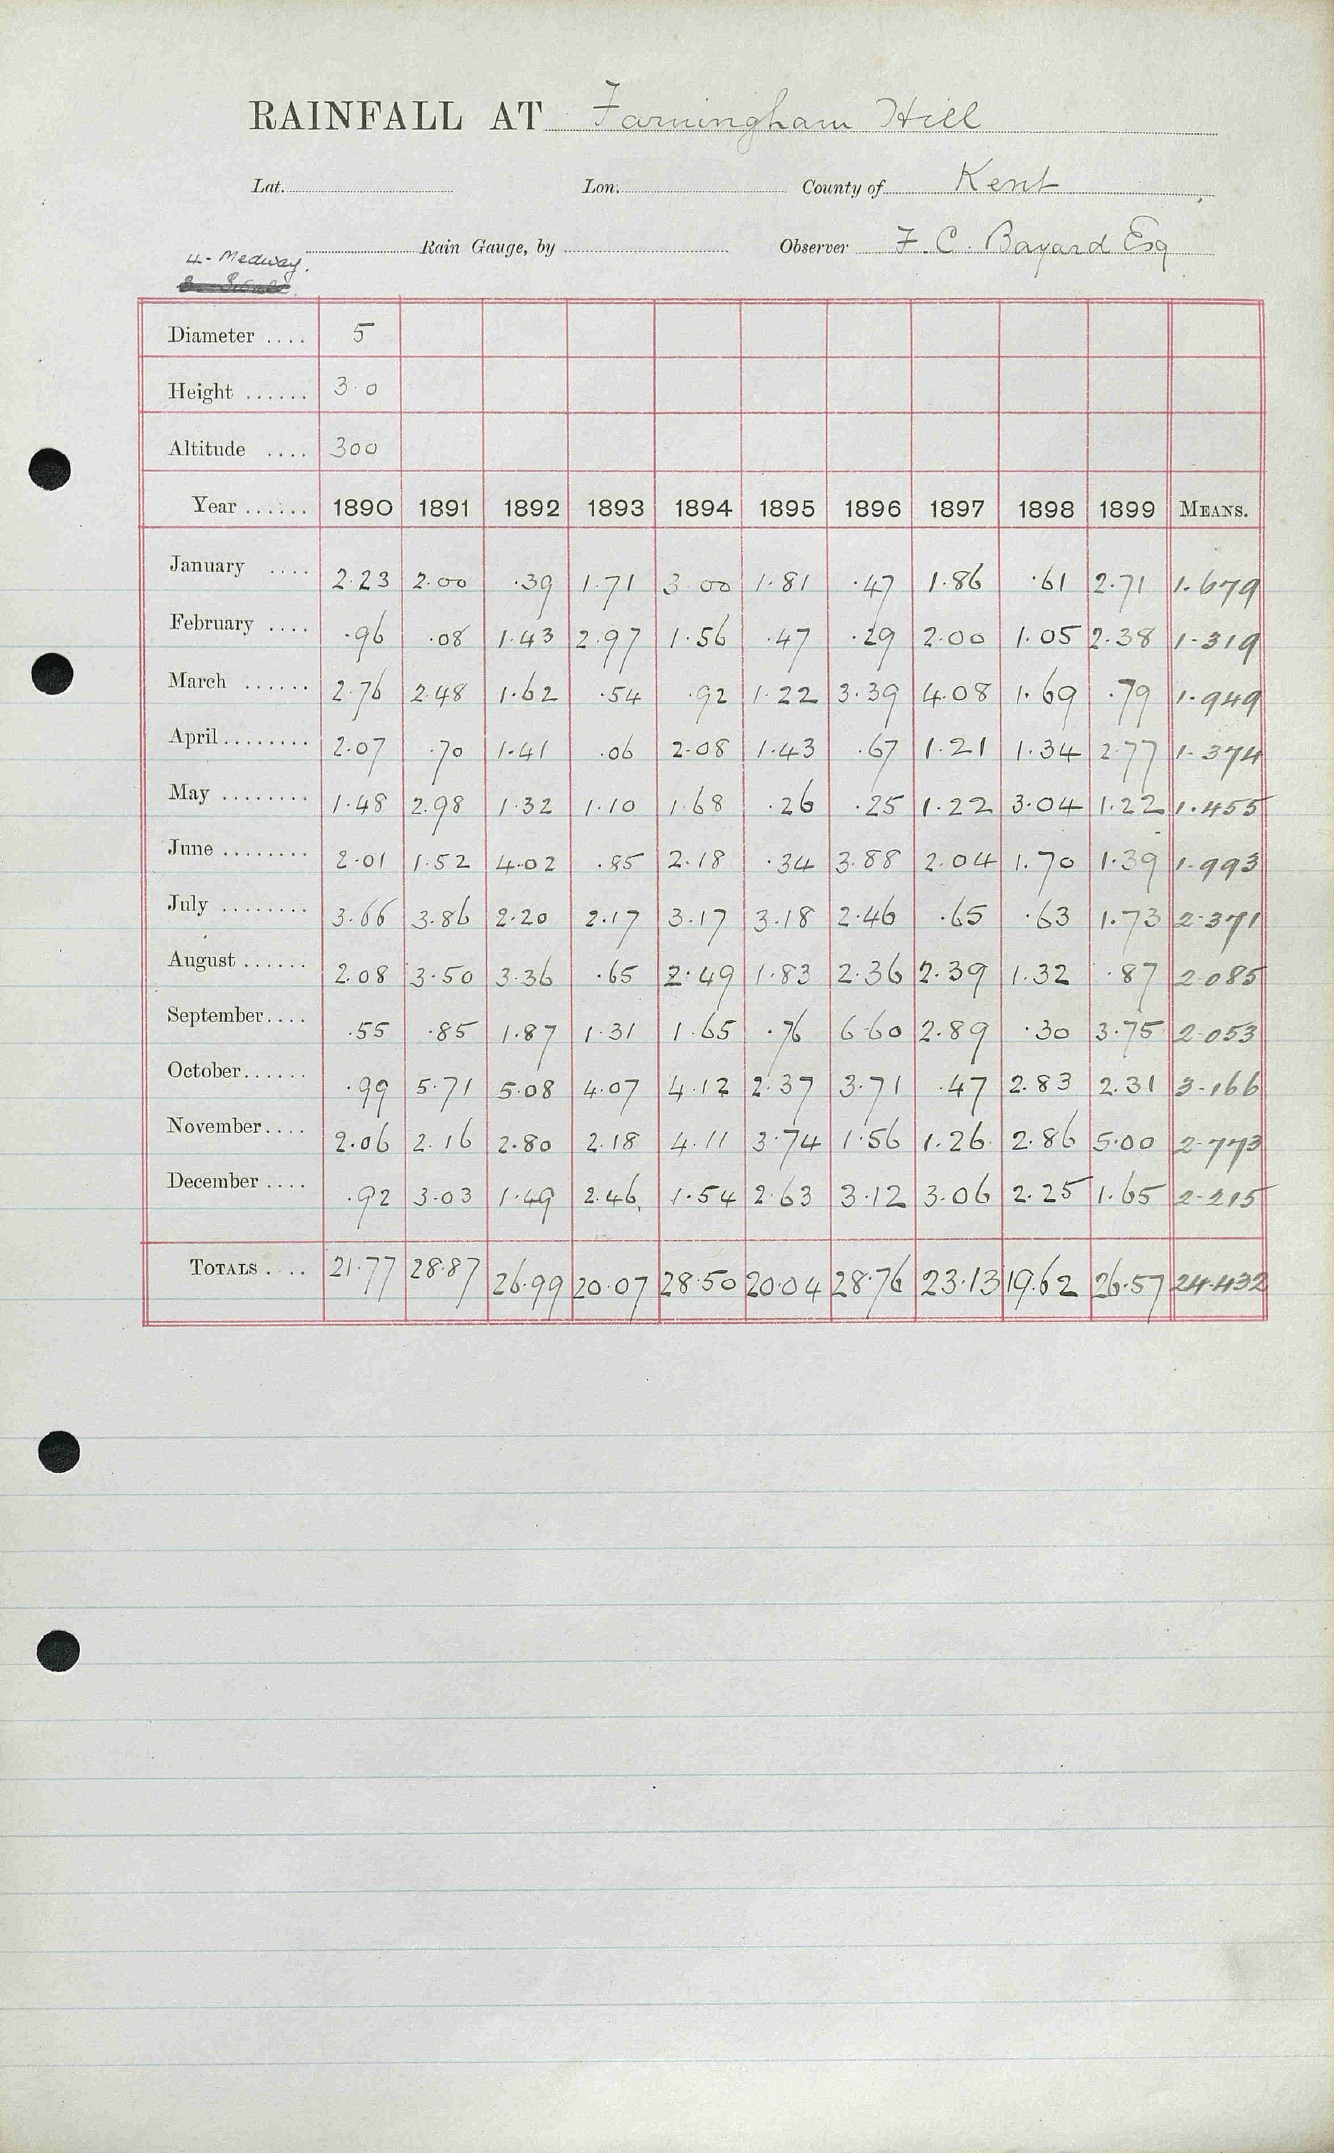 RAINFALL AT Farningham Hill
Lat. Lon. County of Kent
Rain Gauge, by Observer F. C. Bayard Esq
4- Medway.
Diameter .... 5
Height ...... 3.0
Altitude .... 300
Year ...... 1890 1891 1892 1893 1894 1895 1896 1897 1898 1899 MEANS.
January .... 2.23 2.00 .39 1.71 3.00 1.81 .47 1.86 .61 2.71 1.679
February .... .96 .08 1.43 2.97 1.56 .47 .29 2.00 1.05 2.38 1.319
March ...... 2.76 2.48 1.62 .54 .92 1.22 3.39 4.08 1.69 .79 1.949
April ........ 2.07 .70 1.41 .06 2.08 1.43 .67 1.21 1.34 2.77 1.374
May ........ 1.48 2.98 1.32 1.10 1.68 .26 .25 1.22 3.04 1.22 1.455
June ........ 2.01 1.52 4.02 .85 2.18 .34 3.88 2.04 1.70 1.39 1.993
July ........ 3.66 3.86 2.20 2.17 3.17 3.18 2.46 .65 .63 1.73 2.371
August ...... 2.08 3.50 3.36 .65 2.49 1.83 2.36 2.39 1.32 .87 2.085
September .... .55 .85 1.87 1.31 1.65 .76 6.60 2.89 .30 3.75 2.053
October ...... .99 5.71 5.08 4.07 4.12 2.37 3.71 .47 2.83 2.31 3.166
November .... 2.06 2.16 2.80 2.18 4.11 3.74 1.56 1.26 2.86 5.00 2.773
December .... .92 3.03 1.49 2.46 1.54 2.63 3.12 3.06 2.25 1.65 2.215
TOTALS .... 21.77 28.87 26.99 20.07 28.50 20.04 28.76 23.13 19.62 26.57 24.432